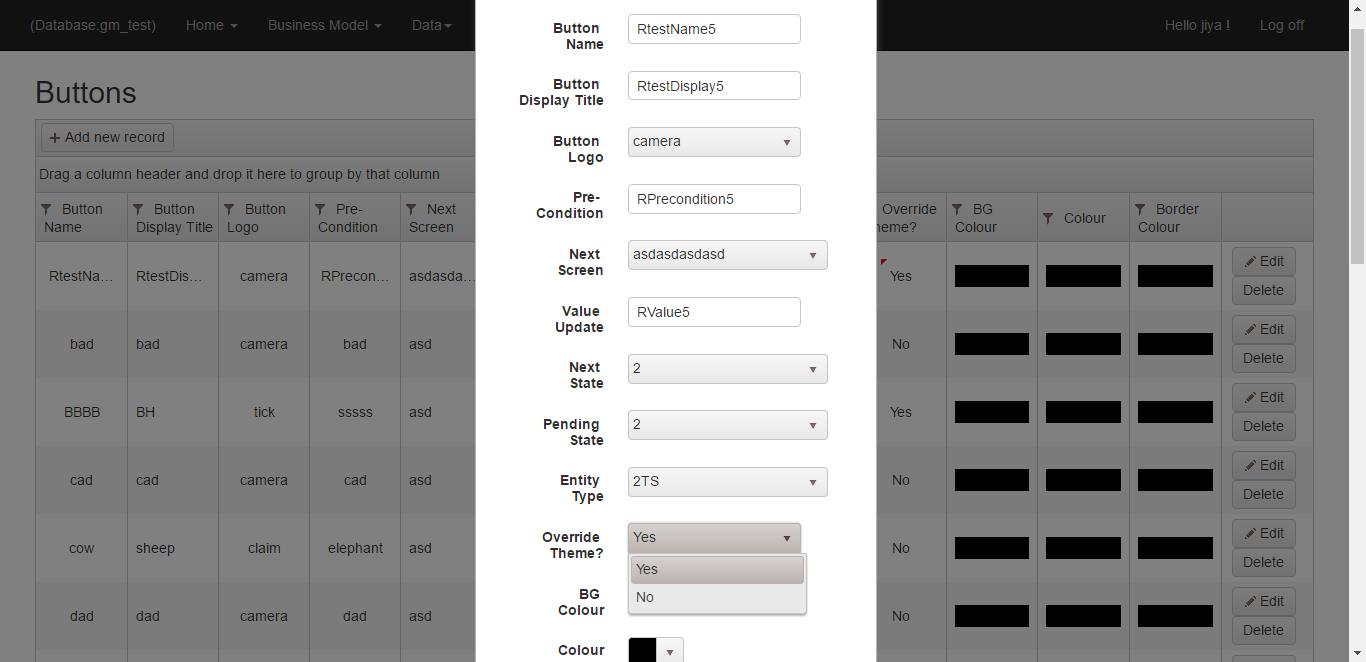 (Database:gm_test) Home Business Model Data Hello jiya ! Log off
Buttons
+ Add new record
Drag a column header and drop it here to group by that column
Button Name
Button Display Title
Button Logo
Pre-Condition
Next Screen
Override
BG Colour
Colour
Border Colour
RtestNa... RtestDis... camera RPrecon... asdasda... Yes Edit
Delete
bad bad camera bad asd No Edit
Delete
BBBB BH tick sssss asd Yes Edit
Delete
cad cad camera cad asd No Edit
Delete
cow sheep claim elephant asd No Edit
Delete
dad dad camera dad asd No Edit
Delete
Button Name
RtestName5
Button Display Title
RtestDisplay5
Button Logo
camera
Pre-Condition
RPrecondition5
Next Screen
asdasdasdasd
Value Update
RValue5
Next State
2
Pending State
2
Entity Type
2TS
Override Theme?
Yes
Yes
No
BG Colour
Colour